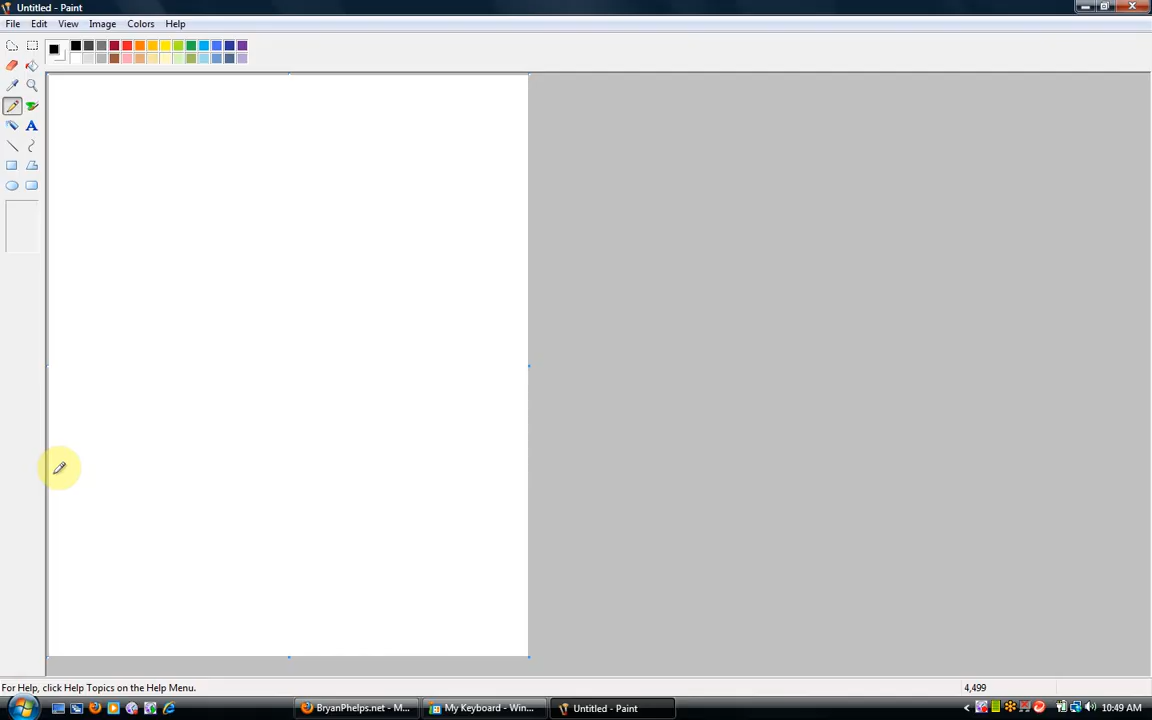 Untitled - Paint
File Edit View Image Colors Help
A
For Help, click Help Topics on the Help Menu.
4,499
BryanPhelps.net - M...
My Keyboard - Win...
Untitled - Paint
10:49 AM